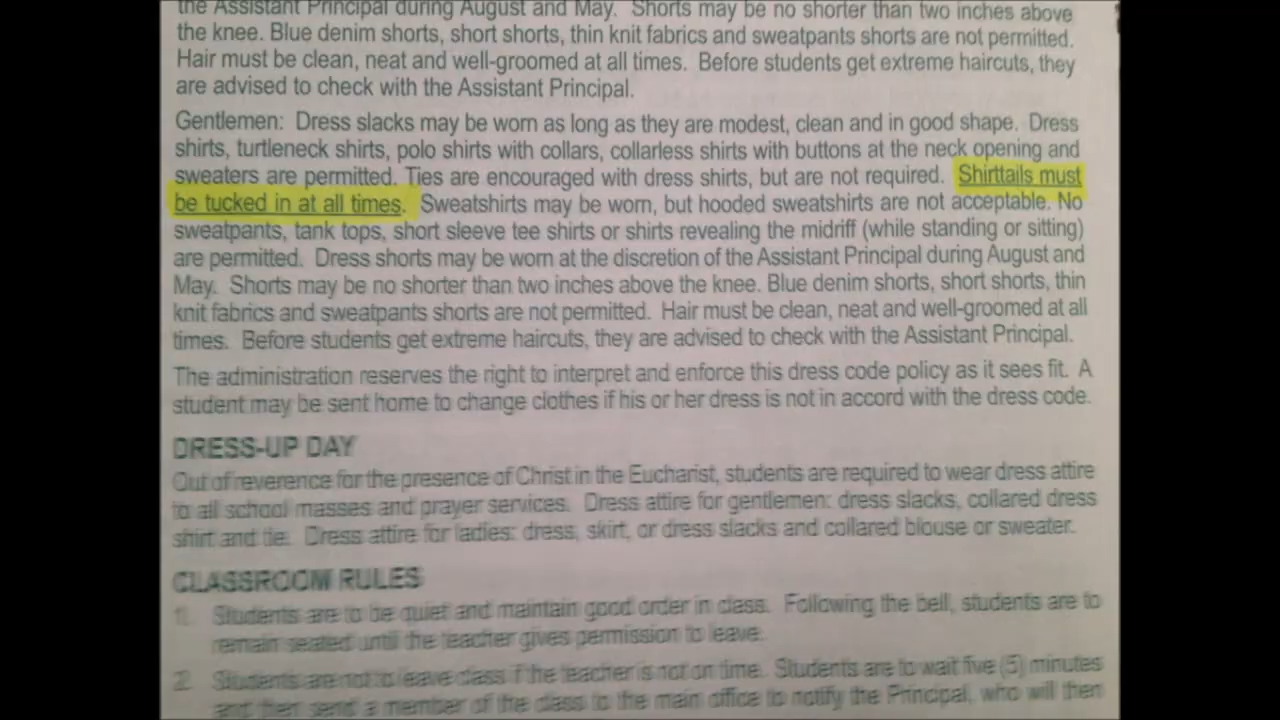 the Assistant Principal during August and May. Shorts may be no shorter than two inches above
the knee. Blue denim shorts, short shorts, thin knit fabrics and sweatpants shorts are not permitted.
Hair must be clean, neat and well-groomed at all times. Before students get extreme haircuts, they
are advised to check with the Assistant Principal.
Gentlemen: Dress slacks may be worn as long as they are modest, clean and in good shape. Dress
shirts, turtleneck shirts, polo shirts with collars, collarless shirts with buttons at the neck opening and
sweaters are permitted. Ties are encouraged with dress shirts, but are not required. Shirttails must
be tucked in at all times. Sweatshirts may be worn, but hooded sweatshirts are not acceptable. No
sweatpants, tank tops, short sleeve tee shirts or shirts revealing the midriff (while standing or sitting)
are permitted. Dress shorts may be worn at the discretion of the Assistant Principal during August and
May. Shorts may be no shorter than two inches above the knee. Blue denim shorts, short shorts, thin
knit fabrics and sweatpants shorts are not permitted. Hair must be clean, neat and well-groomed at all
times. Before students get extreme haircuts, they are advised to check with the Assistant Principal.
The administration reserves the right to interpret and enforce this dress code policy as it sees fit. A
student may be sent home to change clothes if his or her dress is not in accord with the dress code.
DRESS-UP DAY
Out of reverence for the presence of Christ in the Eucharist, students are required to wear dress attire
to all school masses and prayer services. Dress attire for gentlemen: dress slacks, collared dress
shirt and tie. Dress attire for ladies: dress, skirt, or dress slacks and collared blouse or sweater.
CLASSROOM RULES
1. Students are to be quiet and maintain good order in class. Following the bell, students are to
remain seated until the teacher gives permission to leave.
2. Students are not to leave class if the teacher is not on time. Students are to wait five (5) minutes
and then send a member of the class to the main office to notify the Principal, who will then